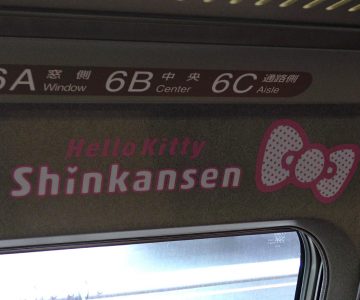 6A 窓側 Window 6B 中央 Center 6C 通路側 Aisle
Hello Kitty
Shinkansen